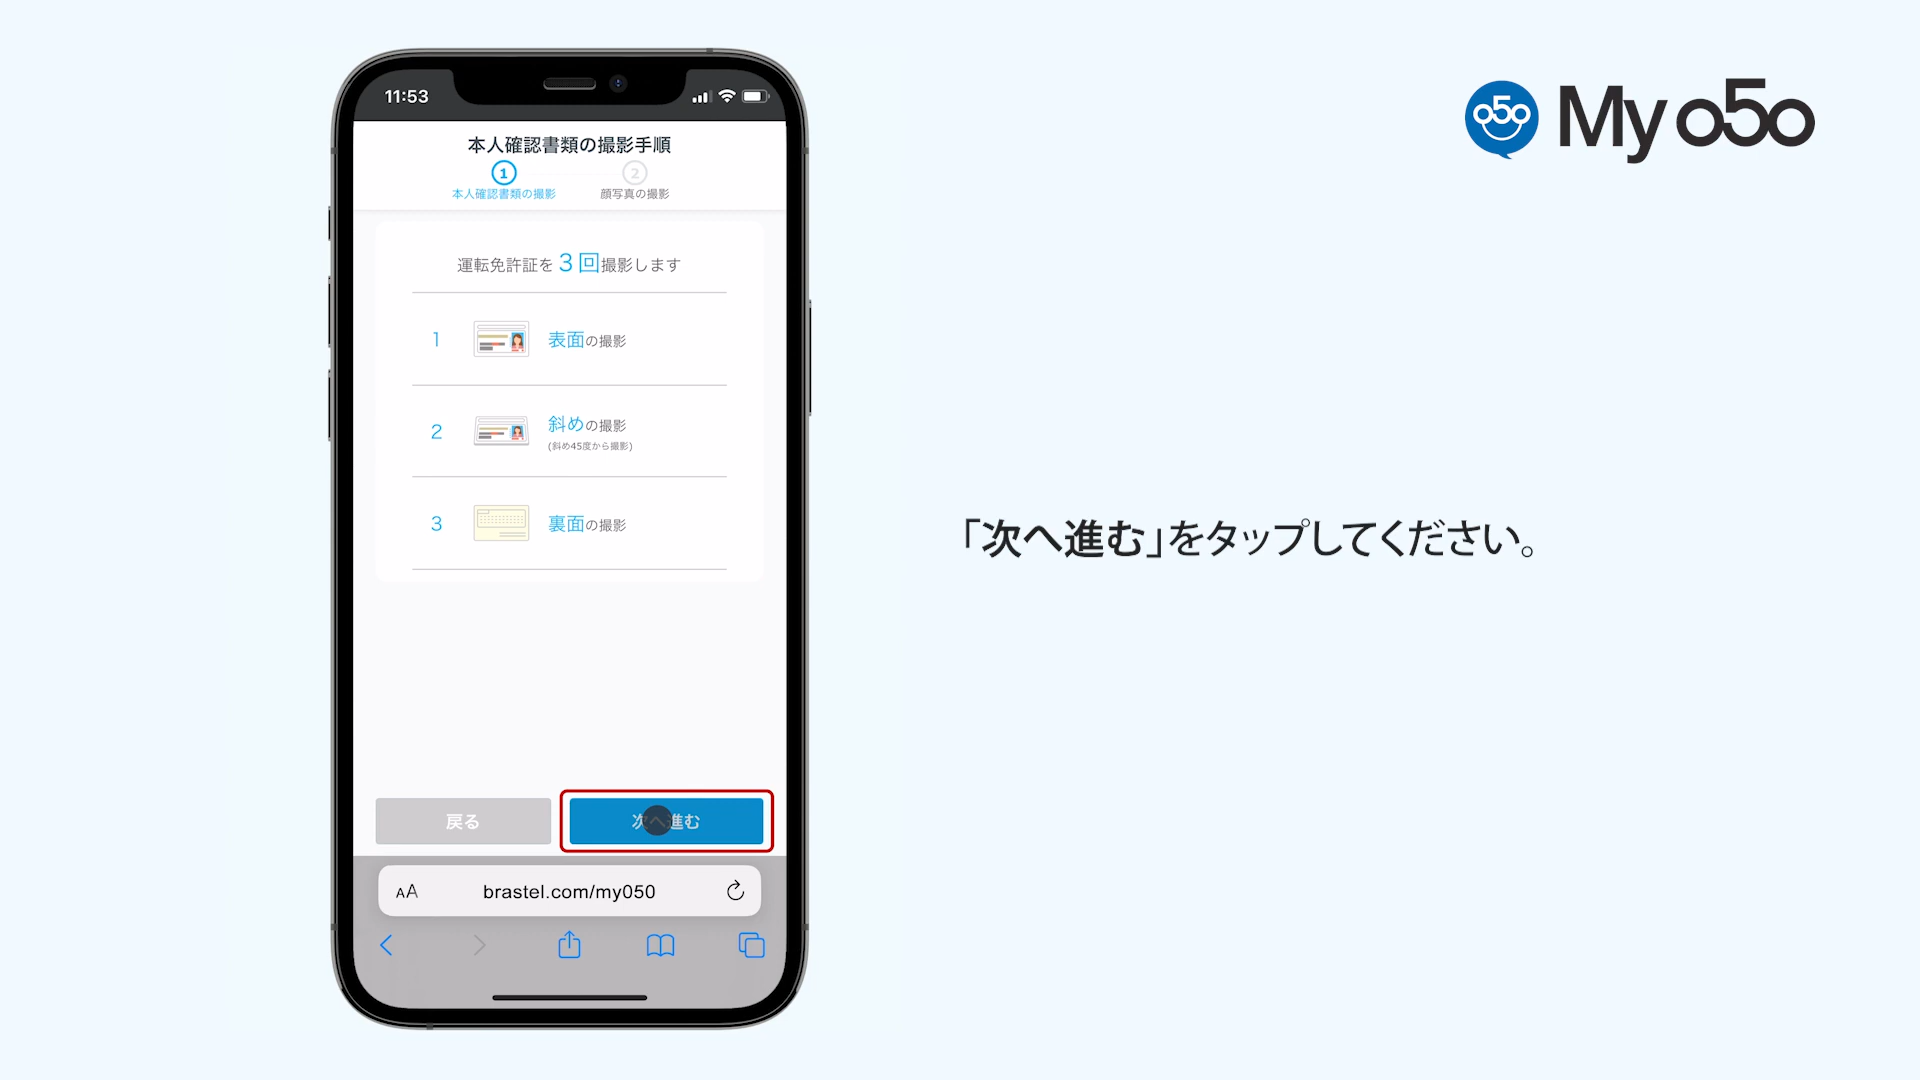 11:53
本人確認書類の撮影手順
1
2
本人確認書類の撮影
顔写真の撮影
運転免許証を3回撮影します
1
表面の撮影
2
斜めの撮影
(斜め45度から撮影)
3
裏面の撮影
戻る
次へ進む
AA
brastel.com/my050
050
My 050
「次へ進む」をタップしてください。